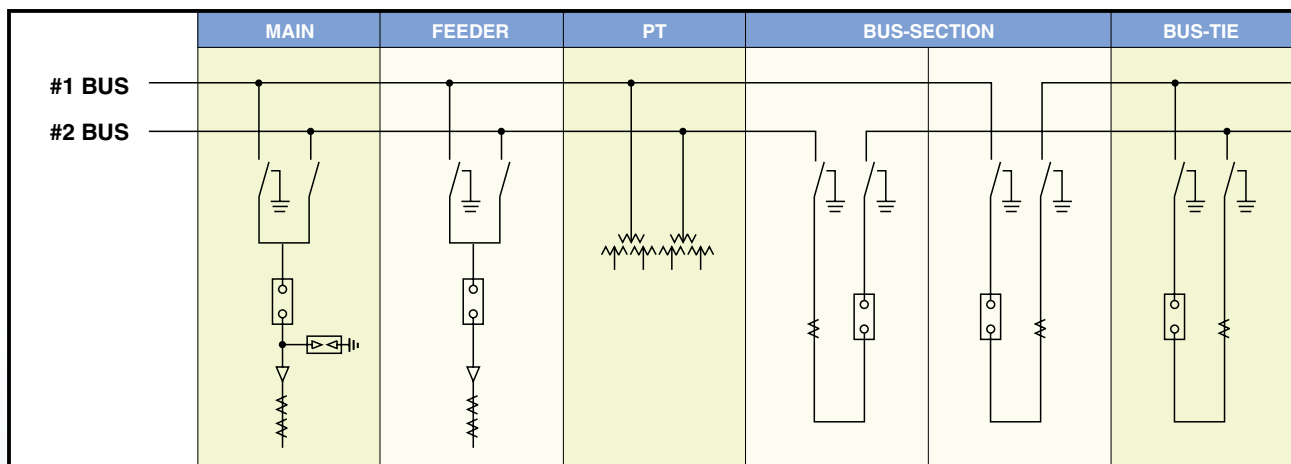 MAIN FEEDER PT BUS-SECTION BUS-TIE
#1 BUS
#2 BUS